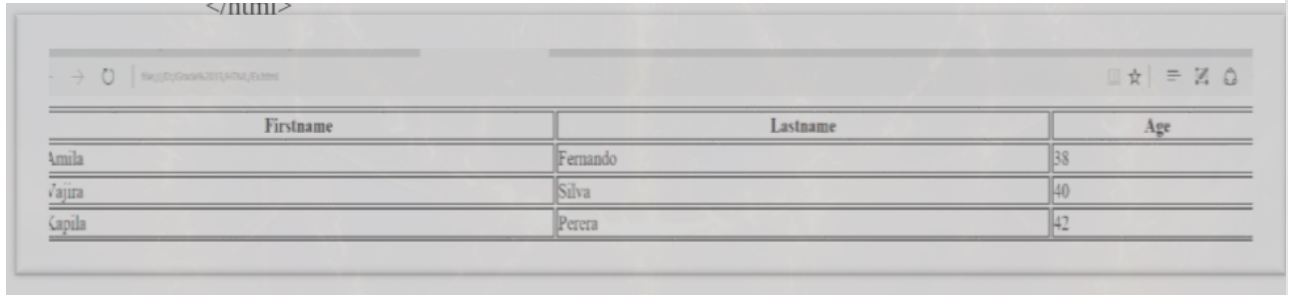 </html>
Firstname Lastname Age
Amila Fernando 38
Vajira Silva 40
Kapila Perera 42